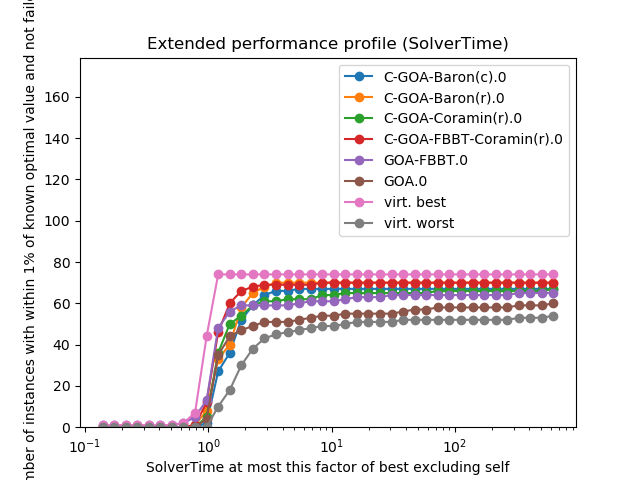 Extended performance profile (SolverTime)
mber of instances with within 1% of known optimal value and not faile
160
140
120
100
80
60
40
20
0
C-GOA-Baron(c).0
C-GOA-Baron(r).0
C-GOA-Coramin(r).0
C-GOA-FBBT-Coramin(r).0
GOA-FBBT.0
GOA.0
virt. best
virt. worst
10⁻¹ 10⁰ 10¹ 10²
SolverTime at most this factor of best excluding self